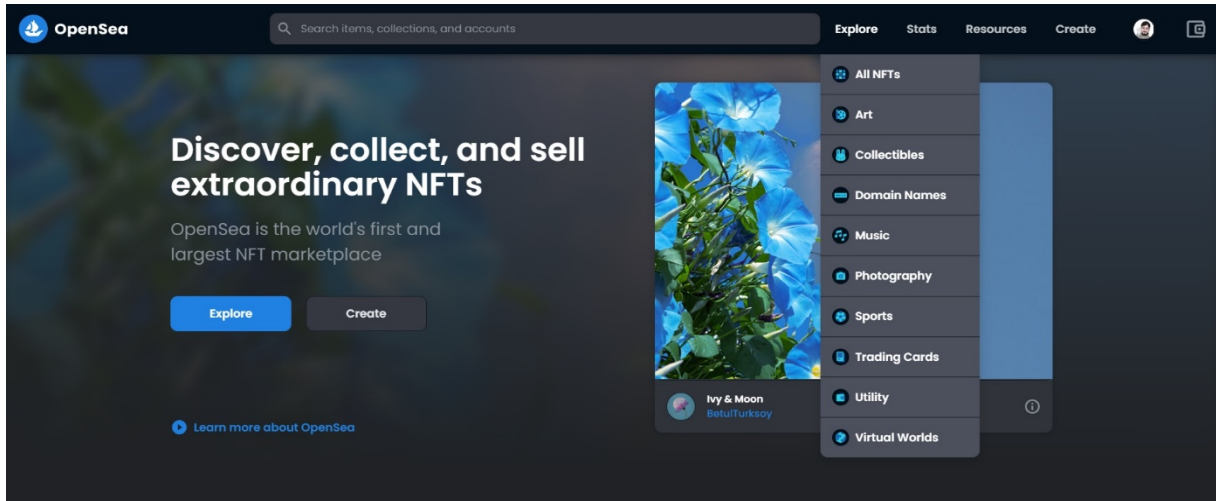 OpenSea
Search items, collections, and accounts
Explore
Stats
Resources
Create
All NFTs
Art
Collectibles
Domain Names
Music
Photography
Sports
Trading Cards
Utility
Virtual Worlds
Discover, collect, and sell
extraordinary NFTs
OpenSea is the world's first and
largest NFT marketplace
Explore
Create
Learn more about OpenSea
Ivy & Moon
BetulTurksoy